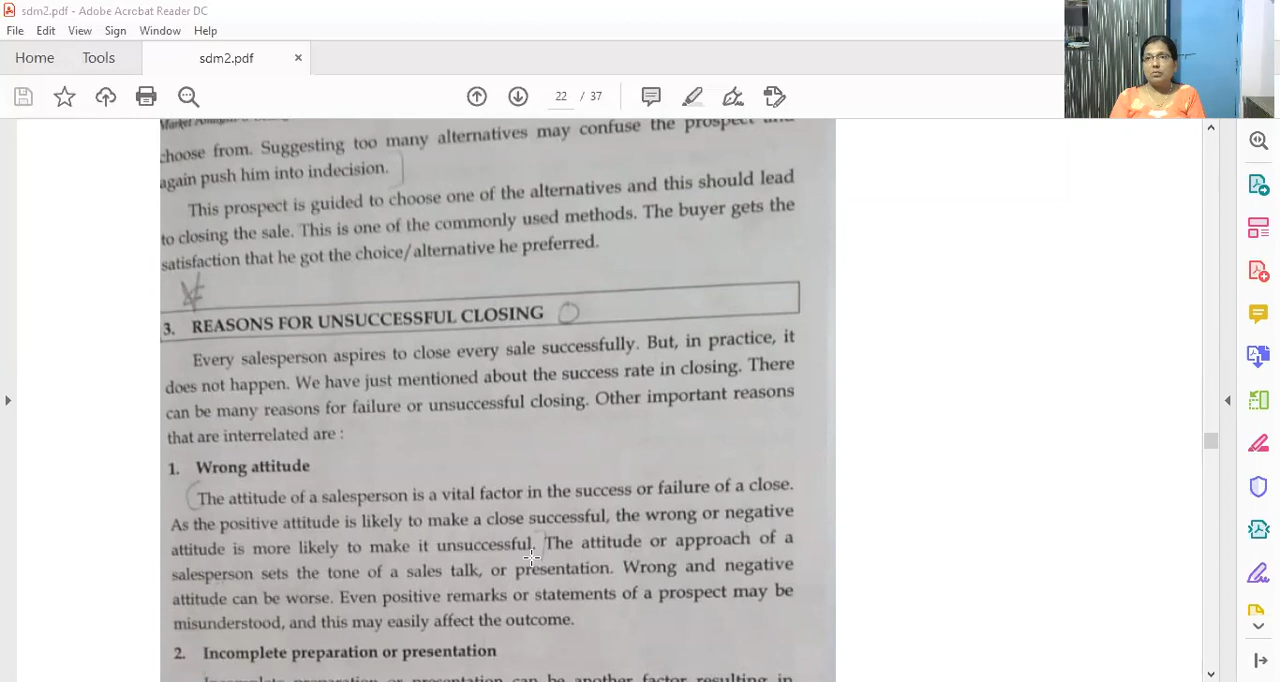 sdm2.pdf - Adobe Acrobat Reader DC
File Edit View Sign Window Help
Home Tools sdm2.pdf ×
22 / 37
choose from. Suggesting too many alternatives may confuse the prospect and
again push him into indecision.
This prospect is guided to choose one of the alternatives and this should lead
to closing the sale. This is one of the commonly used methods. The buyer gets the
satisfaction that he got the choice/alternative he preferred.
3. REASONS FOR UNSUCCESSFUL CLOSING
Every salesperson aspires to close every sale successfully. But, in practice, it
does not happen. We have just mentioned about the success rate in closing. There
can be many reasons for failure or unsuccessful closing. Other important reasons
that are interrelated are :
1. Wrong attitude
The attitude of a salesperson is a vital factor in the success or failure of a close.
As the positive attitude is likely to make a close successful, the wrong or negative
attitude is more likely to make it unsuccessful. The attitude or approach of a
salesperson sets the tone of a sales talk, or presentation. Wrong and negative
attitude can be worse. Even positive remarks or statements of a prospect may be
misunderstood, and this may easily affect the outcome.
2. Incomplete preparation or presentation
Incomplete preparation or presentation can be another factor resulting in